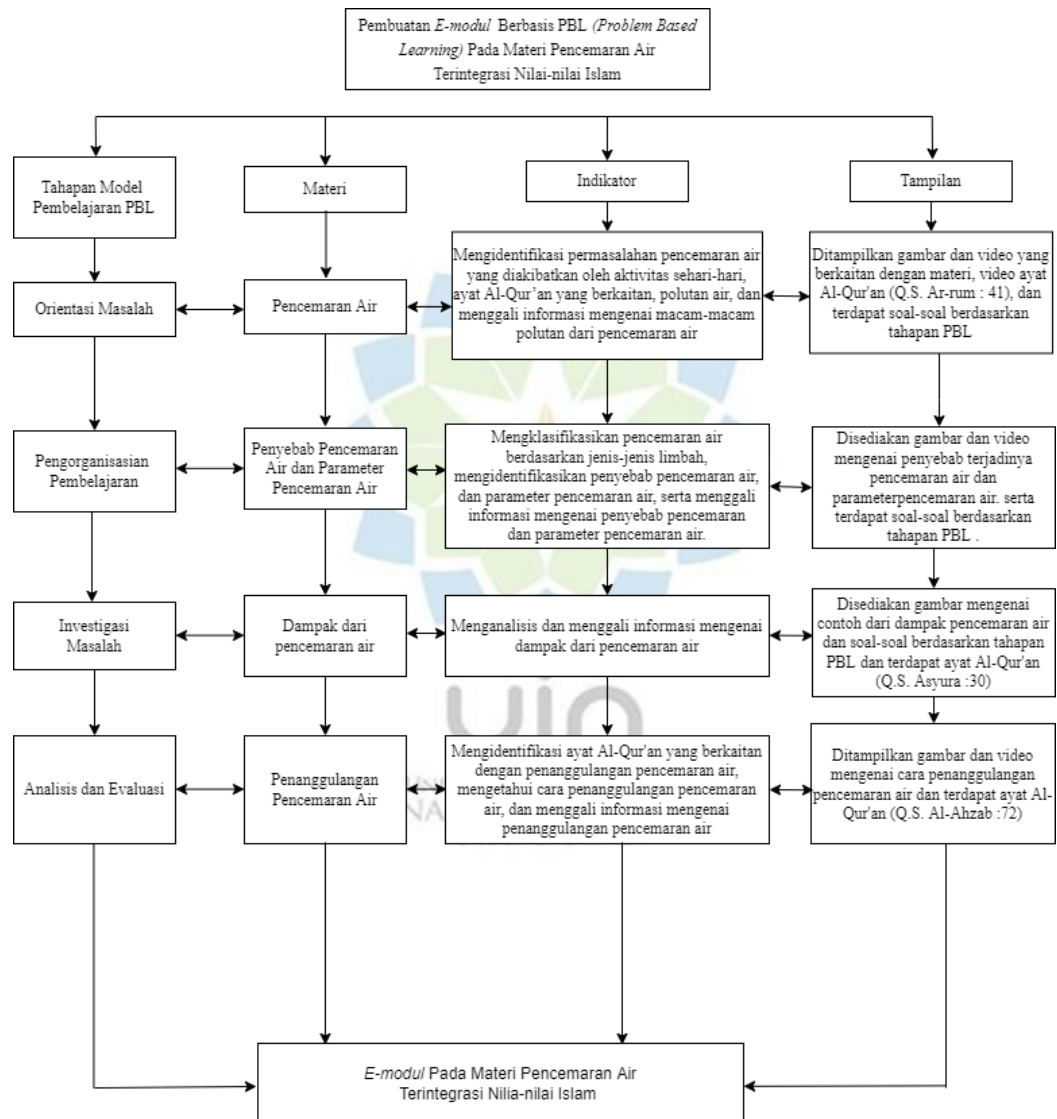 Pembuatan E-modul Berbasis PBL (Problem Based
Learning) Pada Materi Pencemaran Air
Terintegrasi Nilai-nilai Islam
Tahapan Model
Pembelajaran PBL
Materi
Indikator
Tampilan
Orientasi Masalah
Pencemaran Air
Mengidentifikasi permasalahan pencemaran air
yang diakibatkan oleh aktivitas sehari-hari,
ayat Al-Qur'an yang berkaitan, polutan air, dan
menggali informasi mengenai macam-macam
polutan dari pencemaran air
Ditampilkan gambar dan video yang
berkaitan dengan materi, video ayat
Al-Qur'an (Q.S. Ar-rum : 41), dan
terdapat soal-soal berdasarkan
tahapan PBL
Pengorganisasian
Pembelajaran
Penyebab Pencemaran
Air dan Parameter
Pencemaran Air
Mengklasifikasikan pencemaran air
berdasarkan jenis-jenis limbah,
mengidentifikasikan penyebab pencemaran air,
dan parameter pencemaran air, serta menggali
informasi mengenai penyebab pencemaran
dan parameter pencemaran air.
Disediakan gambar dan video
mengenai penyebab terjadinya
pencemaran air dan
parameterpencemaran air. serta
terdapat soal-soal berdasarkan
tahapan PBL .
Investigasi
Masalah
Dampak dari
pencemaran air
Menganalisis dan menggali informasi mengenai
dampak dari pencemaran air
Disediakan gambar mengenai
contoh dari dampak pencemaran air
dan soal-soal berdasarkan tahapan
PBL dan terdapat ayat Al-Qur'an
(Q.S. Asyura :30)
uin
Analisis dan Evaluasi
Penanggulangan
Pencemaran Air
Mengidentifikasi ayat Al-Qur'an yang berkaitan
dengan penanggulangan pencemaran air,
mengetahui cara penanggulangan pencemaran
air, dan menggali informasi mengenai
penanggulangan pencemaran air
Ditampilkan gambar dan video
mengenai cara penanggulangan
pencemaran air dan terdapat ayat Al-
Qur'an (Q.S. Al-Ahzab :72)
E-modul Pada Materi Pencemaran Air
Terintegrasi Nilia-nilai Islam